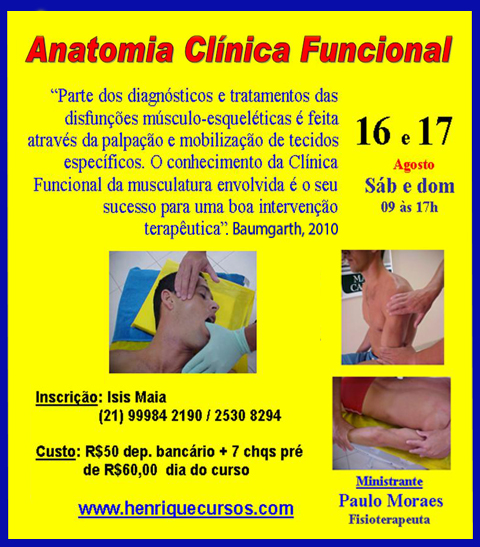 Anatomia Clínica Funcional
“Parte dos diagnósticos e tratamentos das
disfunções músculo-esqueléticas é feita
através da palpação e mobilização de tecidos
específicos. O conhecimento da Clínica
Funcional da musculatura envolvida é o seu
sucesso para uma boa intervenção
terapêutica”. Baumgarth, 2010
16 e 17
Agosto
Sáb e dom
09 às 17h
Inscrição: Isis Maia
(21) 99984 2190 / 2530 8294
Custo: R$50 dep. bancário + 7 chqs pré
de R$60,00  dia do curso
www.henriquecursos.com
Ministrante
Paulo Moraes
Fisioterapeuta